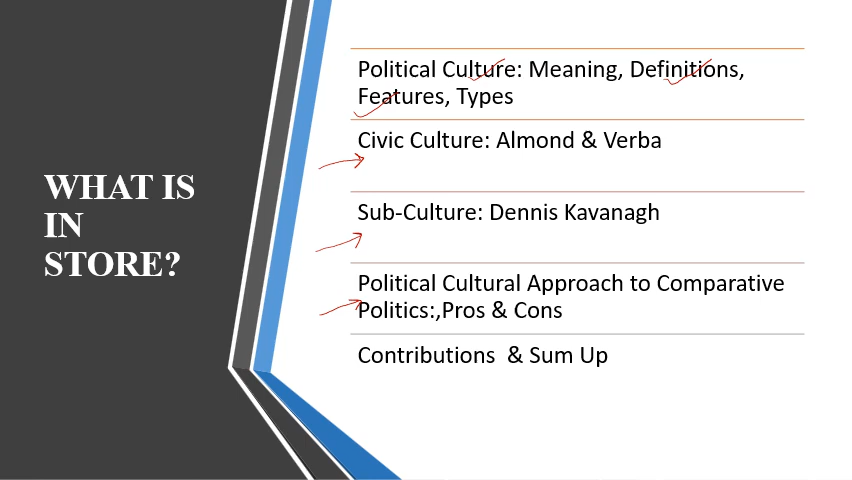 WHAT IS
IN
STORE?
Political Culture: Meaning, Definitions,
Features, Types
Civic Culture: Almond & Verba
Sub-Culture: Dennis Kavanagh
Political Cultural Approach to Comparative
Politics:,Pros & Cons
Contributions & Sum Up